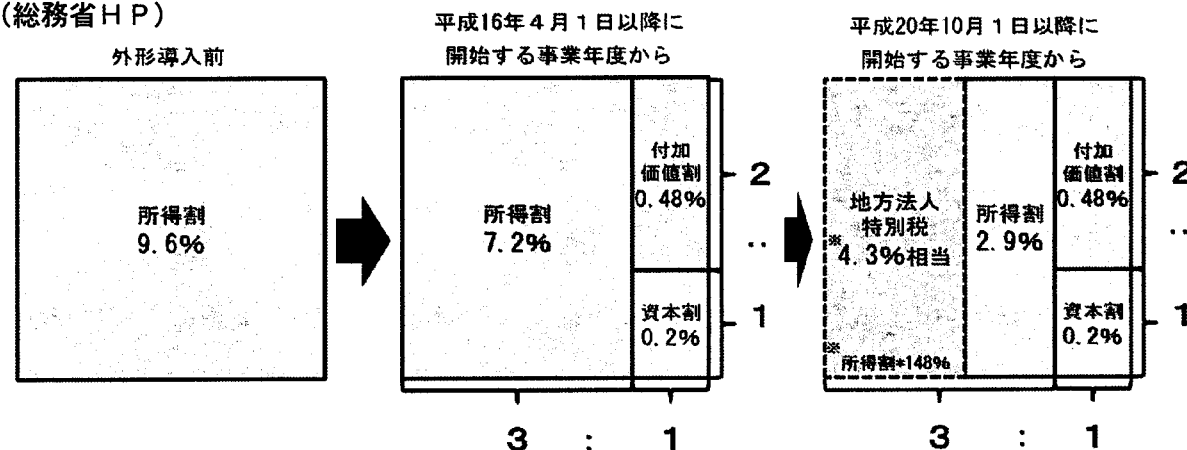 (総務省ＨＰ)
外形導入前
所得割
9.6%
平成16年４月１日以降に
開始する事業年度から
所得割
7.2%
付加
価値割
0.48%
資本割
0.2%
2
:
1
3 : 1
平成20年10月１日以降に
開始する事業年度から
地方法人
特別税
※4.3%相当
※
所得割*148%
所得割
2.9%
付加
価値割
0.48%
資本割
0.2%
2
:
1
3 : 1